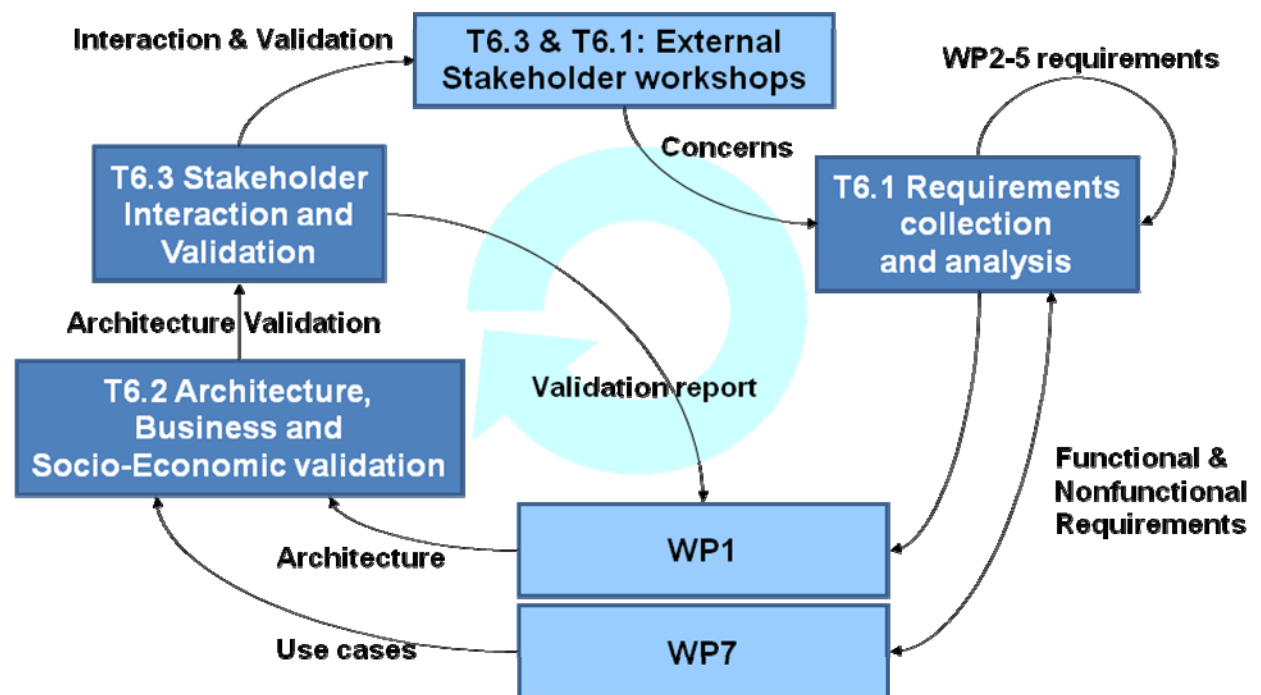 Interaction & Validation
T6.3 & T6.1: External
Stakeholder workshops
WP2-5 requirements
Concerns
T6.3 Stakeholder
Interaction and
Validation
T6.1 Requirements
collection
and analysis
Architecture Validation
T6.2 Architecture,
Business and
Socio-Economic validation
Validation report
Functional &
Nonfunctional
Requirements
Architecture
WP1
Use cases
WP7